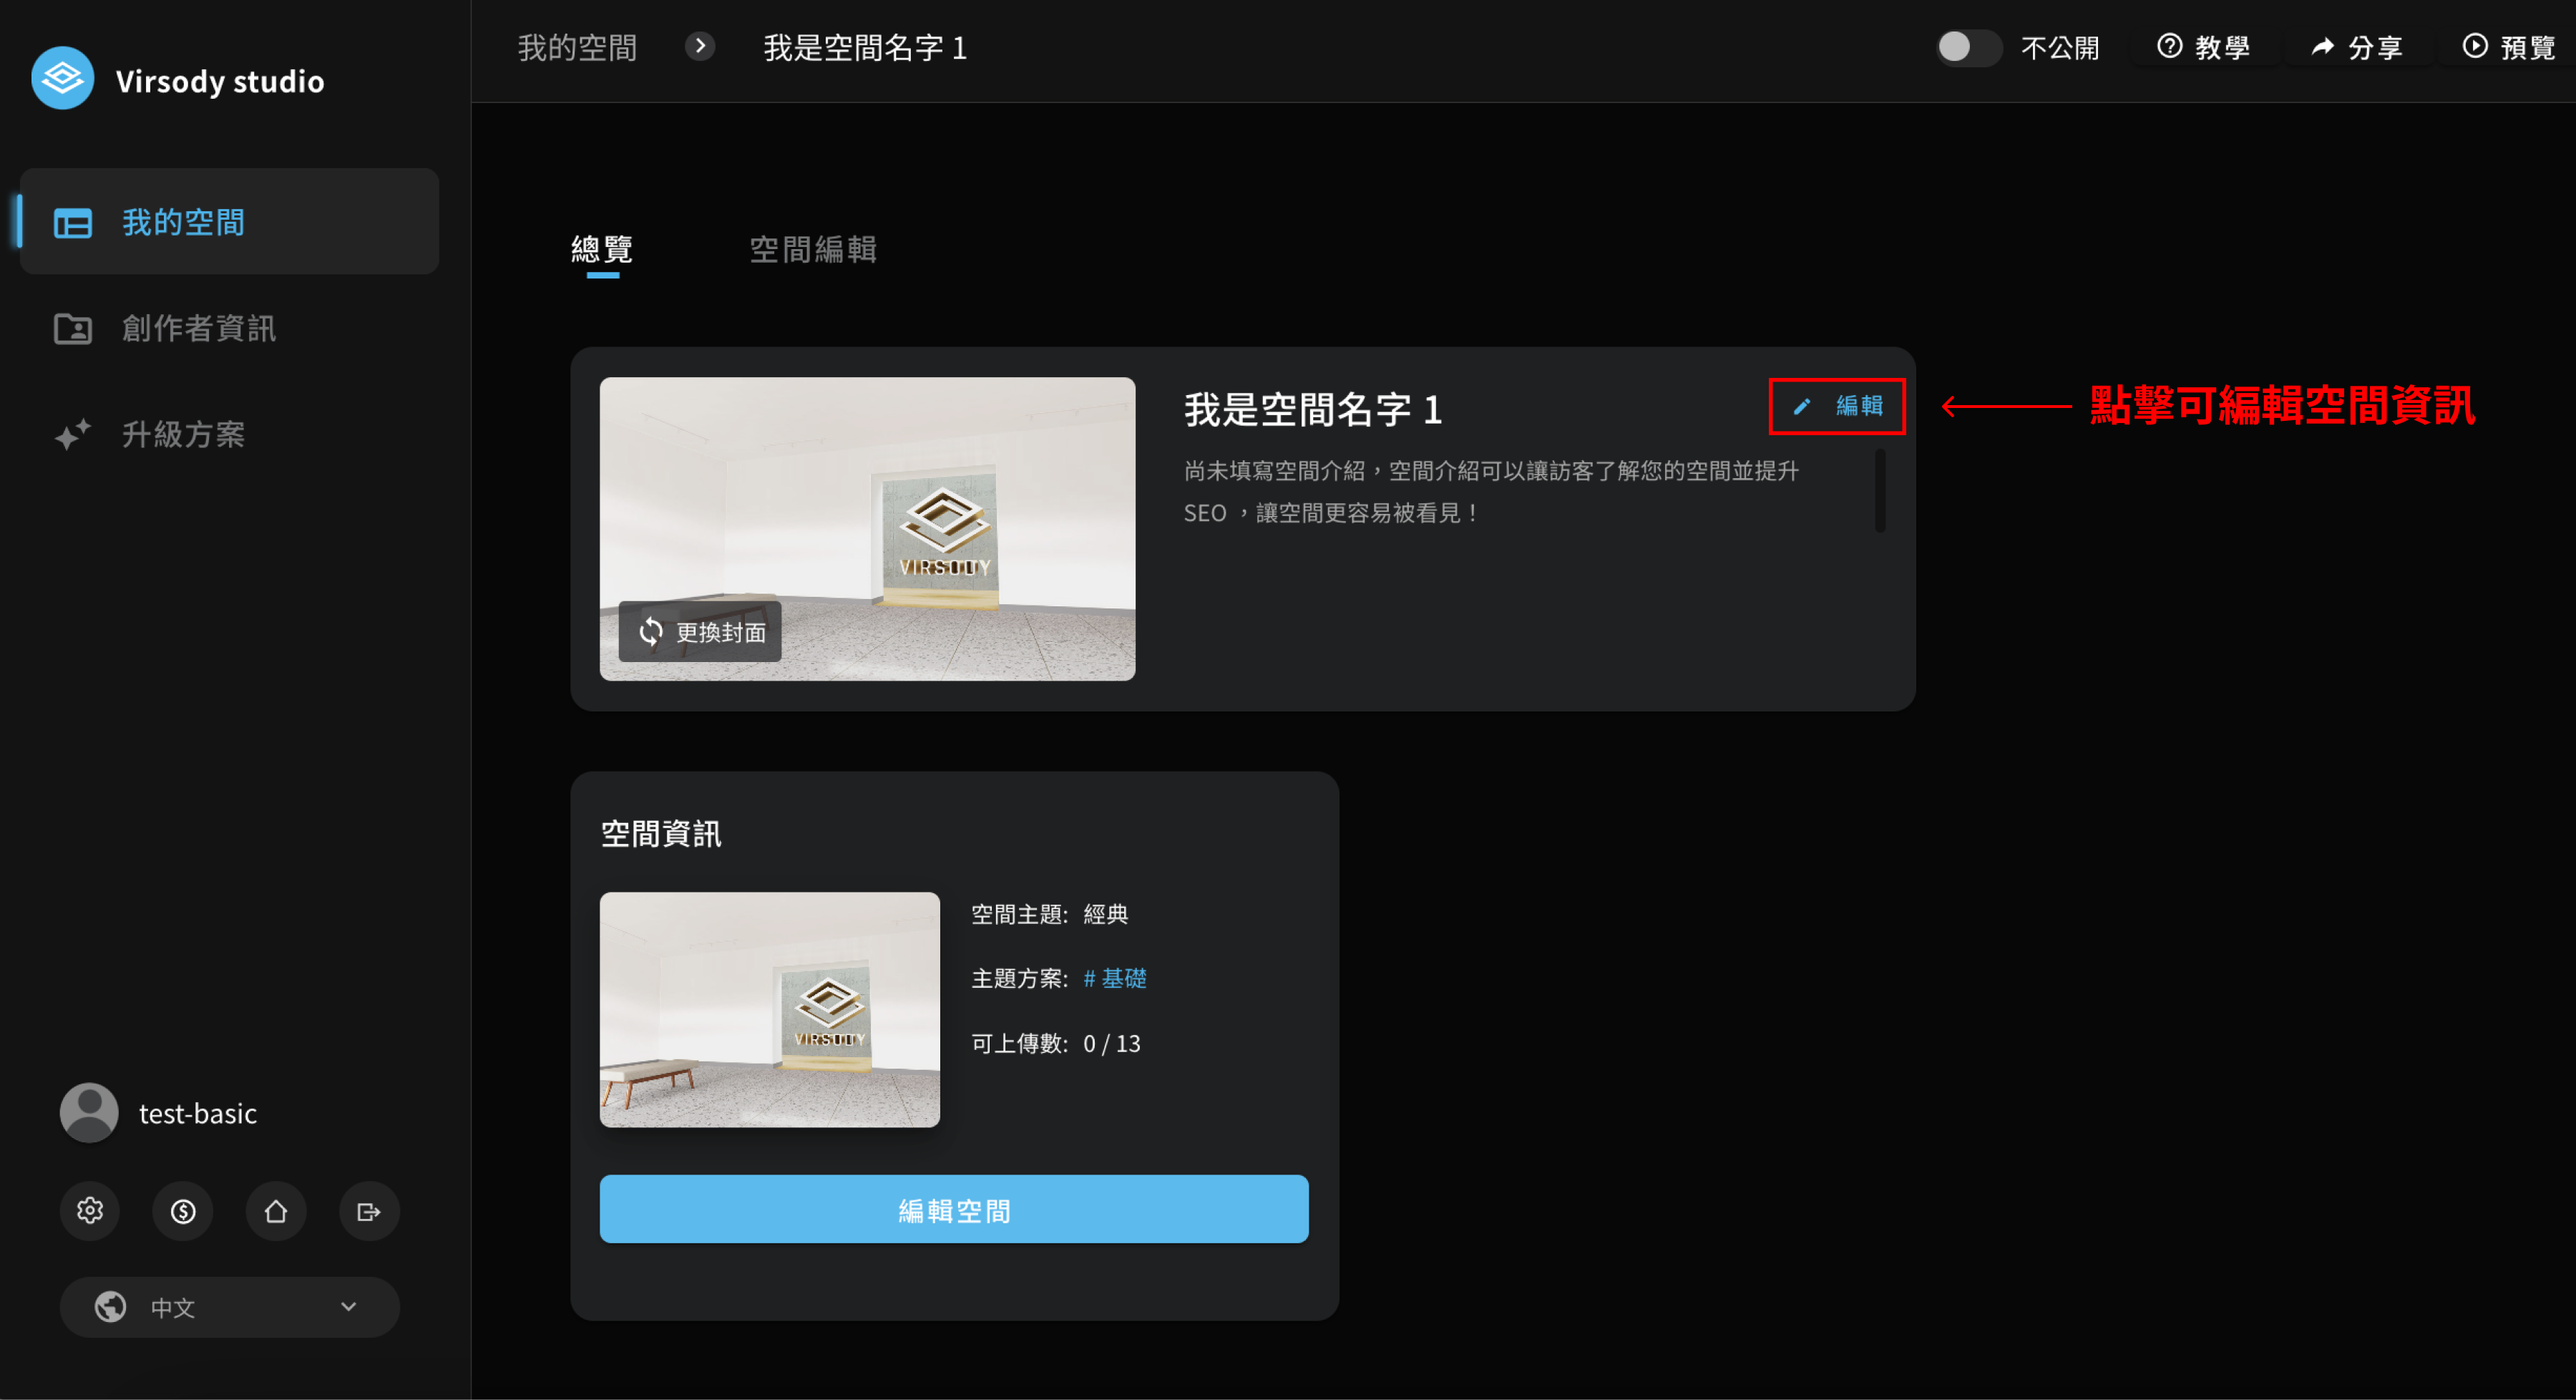 Virsody studio
我的空間
創作者資訊
升級方案
test-basic
中文
我的空間
我是空間名字 1
不公開
教學
分享
預覽
總覽
空間編輯
VIRSODY
更換封面
我是空間名字 1
編輯
點擊可編輯空間資訊
尚未填寫空間介紹，空間介紹可以讓訪客了解您的空間並提升
SEO ，讓空間更容易被看見！
空間資訊
VIRSODY
空間主題: 經典
主題方案: # 基礎
可上傳數: 0 / 13
編輯空間